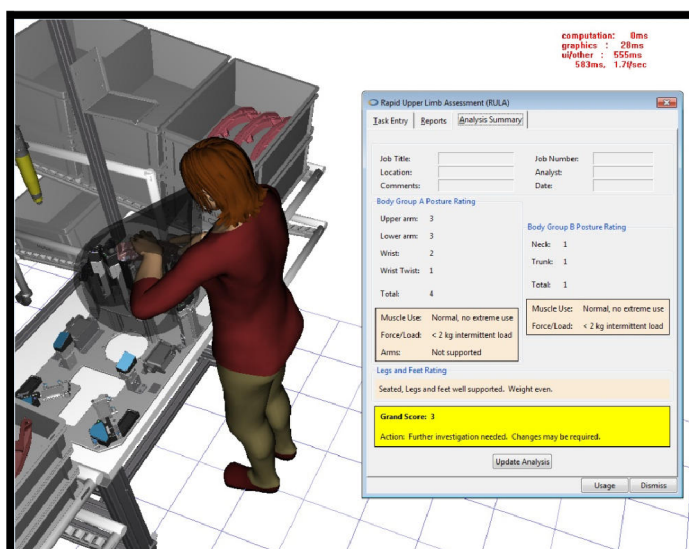 computation: 0ms
graphics : 28ms
ui/other : 555ms
583ms, 1.7f/sec
Rapid Upper Limb Assessment (RULA)
Task Entry Reports Analysis Summary
Job Title: Job Number:
Location: Analyst:
Comments: Date:
Body Group A Posture Rating
Upper arm: 3
Lower arm: 3
Wrist: 2
Wrist Twist: 1
Total: 4
Muscle Use: Normal, no extreme use
Force/Load: < 2 kg intermittent load
Arms: Not supported
Body Group B Posture Rating
Neck: 1
Trunk: 1
Total: 1
Muscle Use: Normal, no extreme use
Force/Load: < 2 kg intermittent load
Legs and Feet Rating
Seated, Legs and feet well supported. Weight even.
Grand Score: 3
Action: Further investigation needed. Changes may be required.
Update Analysis
Usage Dismiss